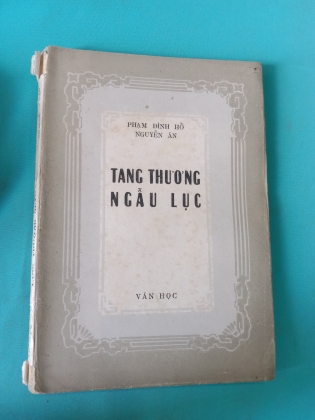 PHẠM ĐÌNH HỔ
NGUYỄN ÁN
TANG THƯƠNG
NGẪU LỤC
VĂN HỌC